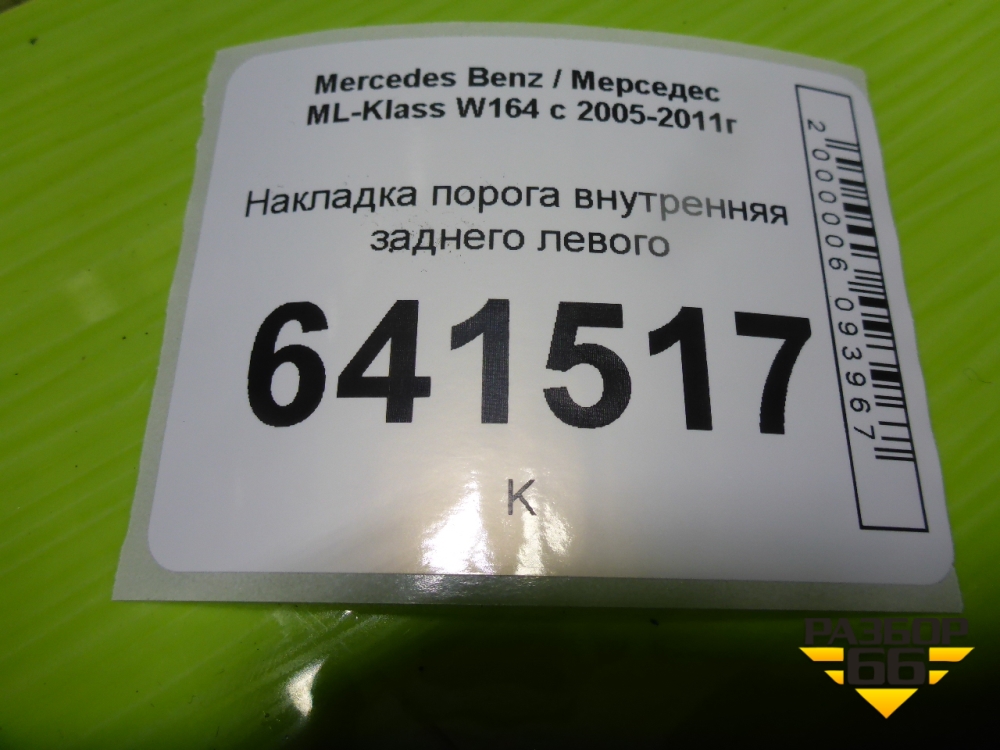 Mercedes Benz / Мерседес
ML-Klass W164 с 2005-2011г
Накладка порога внутренняя
заднего левого
641517
К
2000006093967
РАЗБОР
66